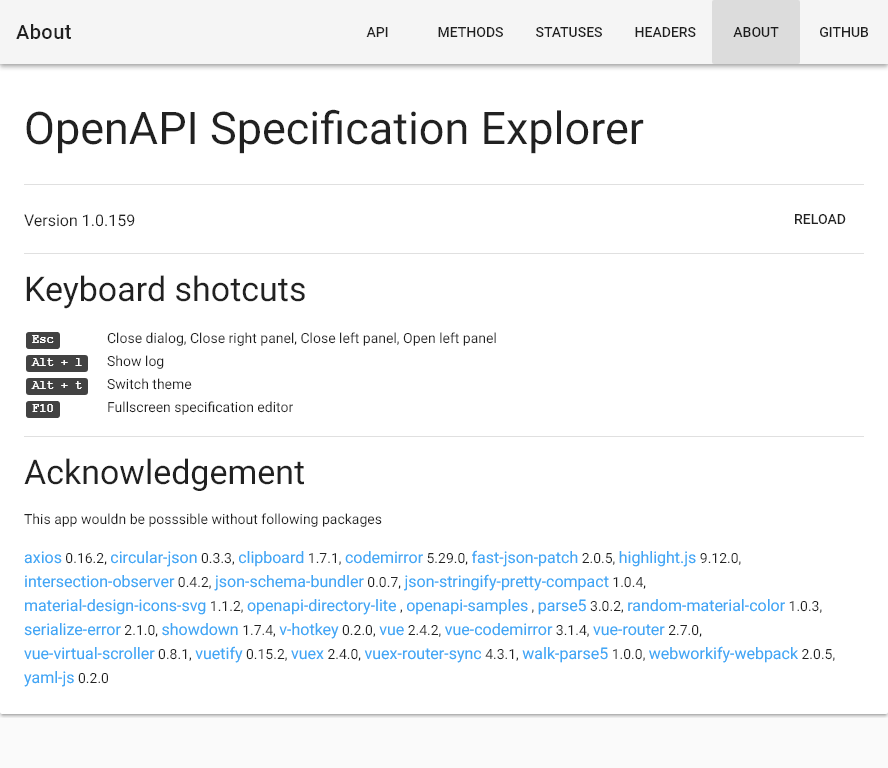 About API METHODS STATUSES HEADERS ABOUT GITHUB
OpenAPI Specification Explorer
Version 1.0.159 RELOAD
Keyboard shotcuts
Esc Close dialog, Close right panel, Close left panel, Open left panel
Alt + l Show log
Alt + t Switch theme
F10 Fullscreen specification editor
Acknowledgement
This app wouldn be posssible without following packages
axios 0.16.2, circular-json 0.3.3, clipboard 1.7.1, codemirror 5.29.0, fast-json-patch 2.0.5, highlight.js 9.12.0,
intersection-observer 0.4.2, json-schema-bundler 0.0.7, json-stringify-pretty-compact 1.0.4,
material-design-icons-svg 1.1.2, openapi-directory-lite , openapi-samples , parse5 3.0.2, random-material-color 1.0.3,
serialize-error 2.1.0, showdown 1.7.4, v-hotkey 0.2.0, vue 2.4.2, vue-codemirror 3.1.4, vue-router 2.7.0,
vue-virtual-scroller 0.8.1, vuetify 0.15.2, vuex 2.4.0, vuex-router-sync 4.3.1, walk-parse5 1.0.0, webworkify-webpack 2.0.5,
yaml-js 0.2.0